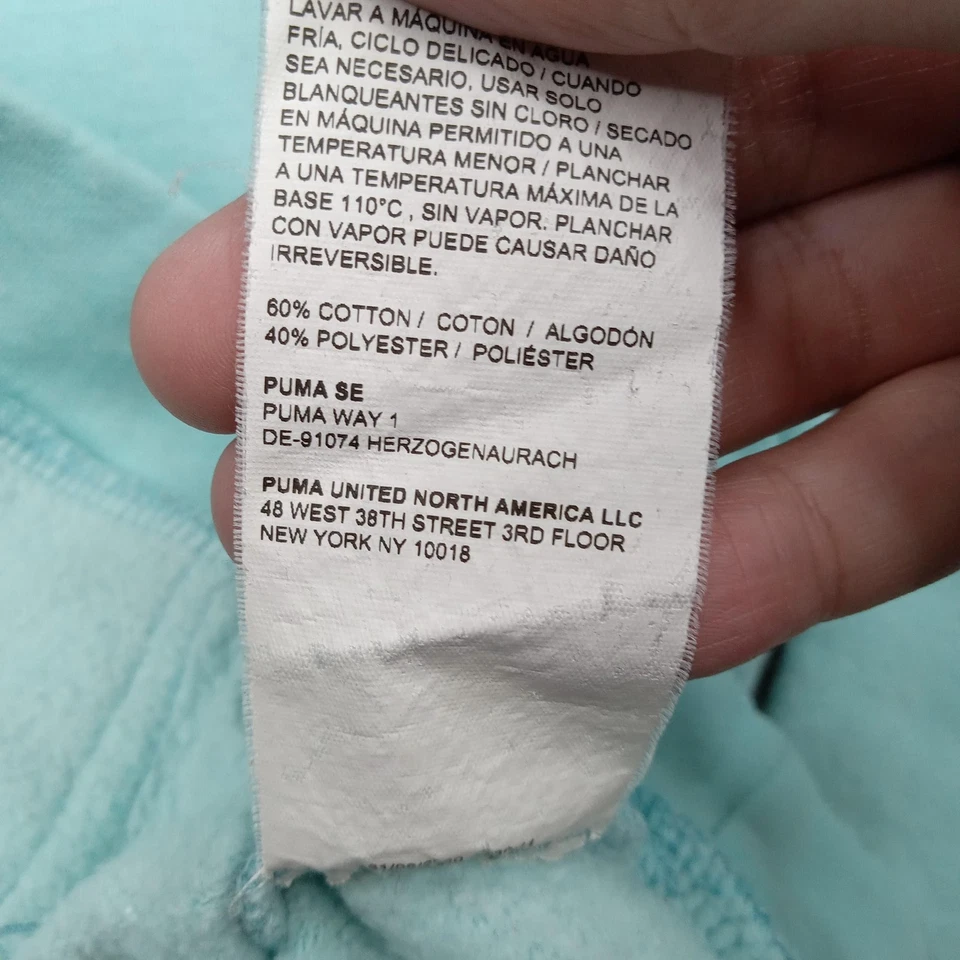 LAVAR A MÁQUINA EN AGUA
FRÍA, CICLO DELICADO / CUANDO
SEA NECESARIO, USAR SOLO
BLANQUEANTES SIN CLORO / SECADO
EN MÁQUINA PERMITIDO A UNA
TEMPERATURA MENOR / PLANCHAR
A UNA TEMPERATURA MÁXIMA DE LA
BASE 110°C , SIN VAPOR. PLANCHAR
CON VAPOR PUEDE CAUSAR DAÑO
IRREVERSIBLE.
60% COTTON / COTON / ALGODÓN
40% POLYESTER / POLIÉSTER
PUMA SE
PUMA WAY 1
DE-91074 HERZOGENAURACH
PUMA UNITED NORTH AMERICA LLC
48 WEST 38TH STREET 3RD FLOOR
NEW YORK NY 10018